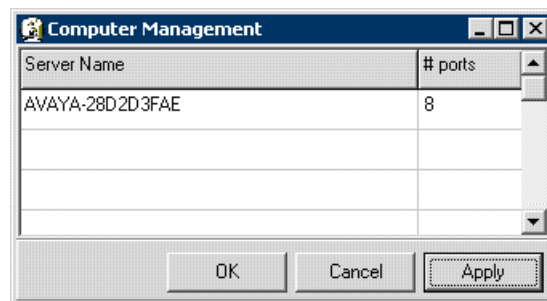 Computer Management
Server Name # ports
AVAYA-28D2D3FAE 8
OK Cancel Apply